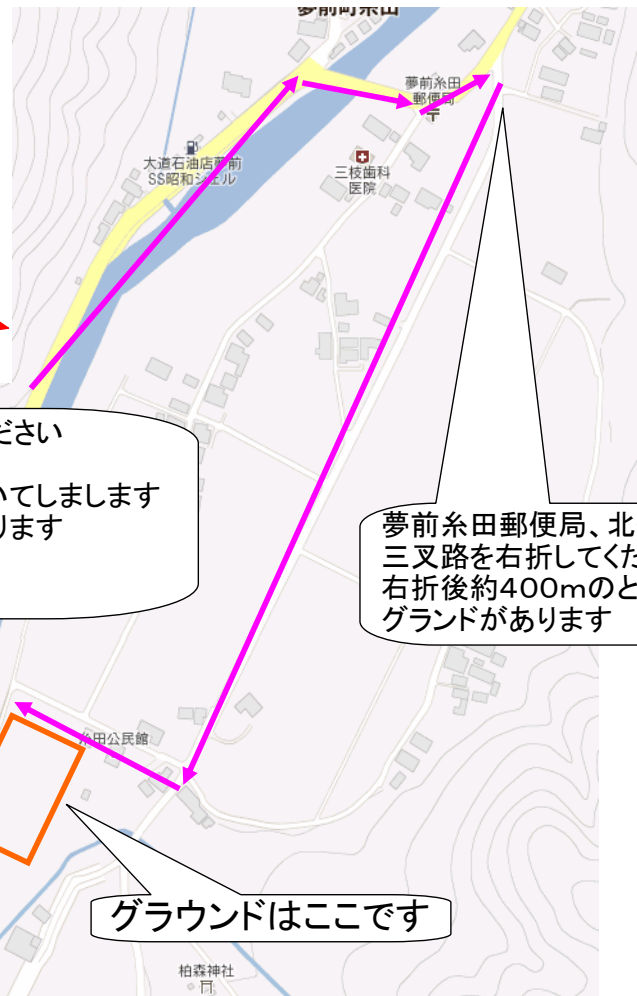 夢前町糸田
夢前糸田
郵便局
大道石油店夢前
SS昭和シェル
三枝歯科
医院
ださい
いてしまします
ります
夢前糸田郵便局、北
三叉路を右折してくだ
右折後約400mのと
グランドがあります
糸田公民館
グラウンドはここです
柏森神社